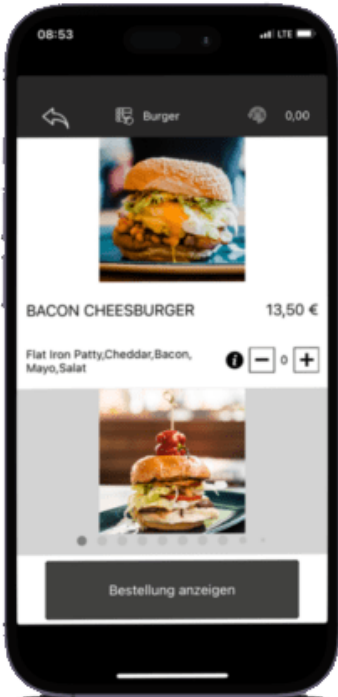 08:53 LTE
Burger 0,00
BACON CHEESBURGER 13,50 €
Flat Iron Patty,Cheddar,Bacon,
Mayo,Salat
i − 0 +
Bestellung anzeigen